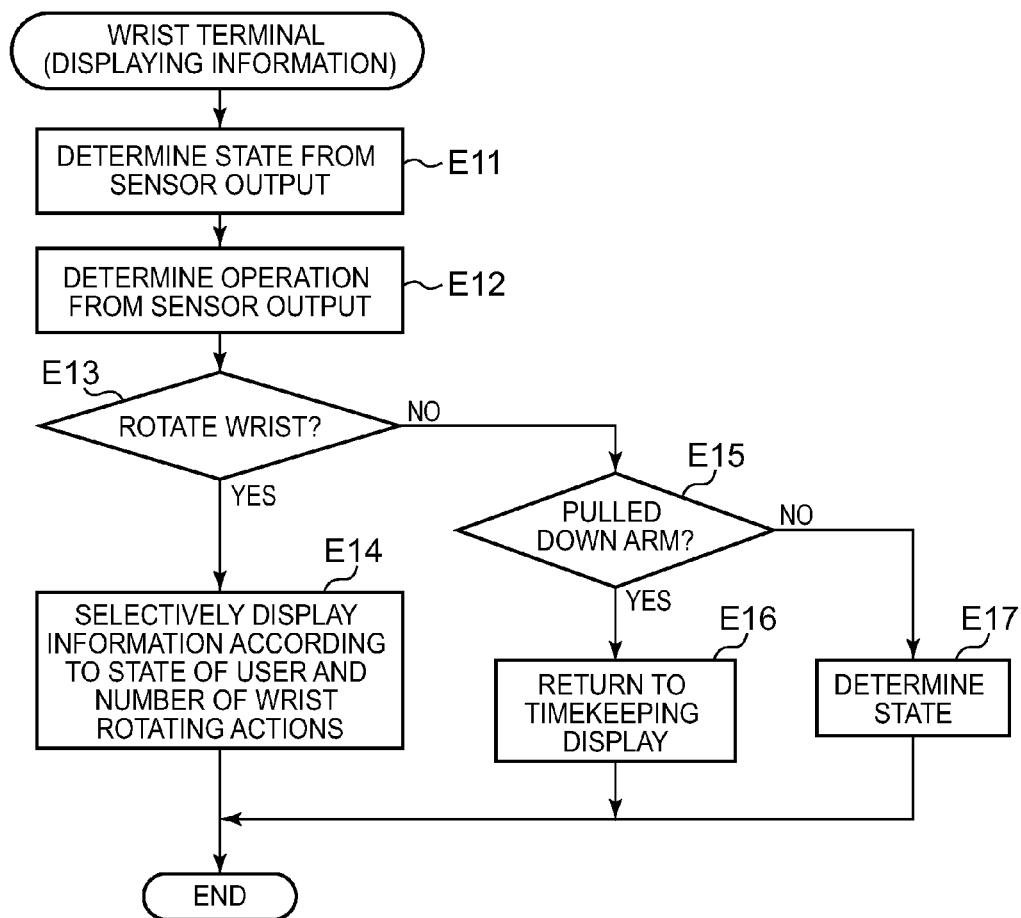 WRIST TERMINAL
(DISPLAYING INFORMATION)
DETERMINE STATE FROM
SENSOR OUTPUT
E11
DETERMINE OPERATION
FROM SENSOR OUTPUT
E12
E13
ROTATE WRIST?
NO
YES
E15
PULLED
DOWN ARM?
NO
YES
E14
SELECTIVELY DISPLAY
INFORMATION ACCORDING
TO STATE OF USER AND
NUMBER OF WRIST
ROTATING ACTIONS
E16
RETURN TO
TIMEKEEPING
DISPLAY
E17
DETERMINE
STATE
END